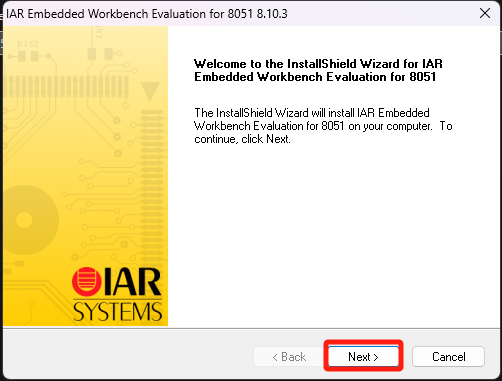 IAR Embedded Workbench Evaluation for 8051 8.10.3
Welcome to the InstallShield Wizard for IAR
Embedded Workbench Evaluation for 8051
The InstallShield Wizard will install IAR Embedded
Workbench Evaluation for 8051 on your computer. To
continue, click Next.
IAR
SYSTEMS
< Back
Next >
Cancel